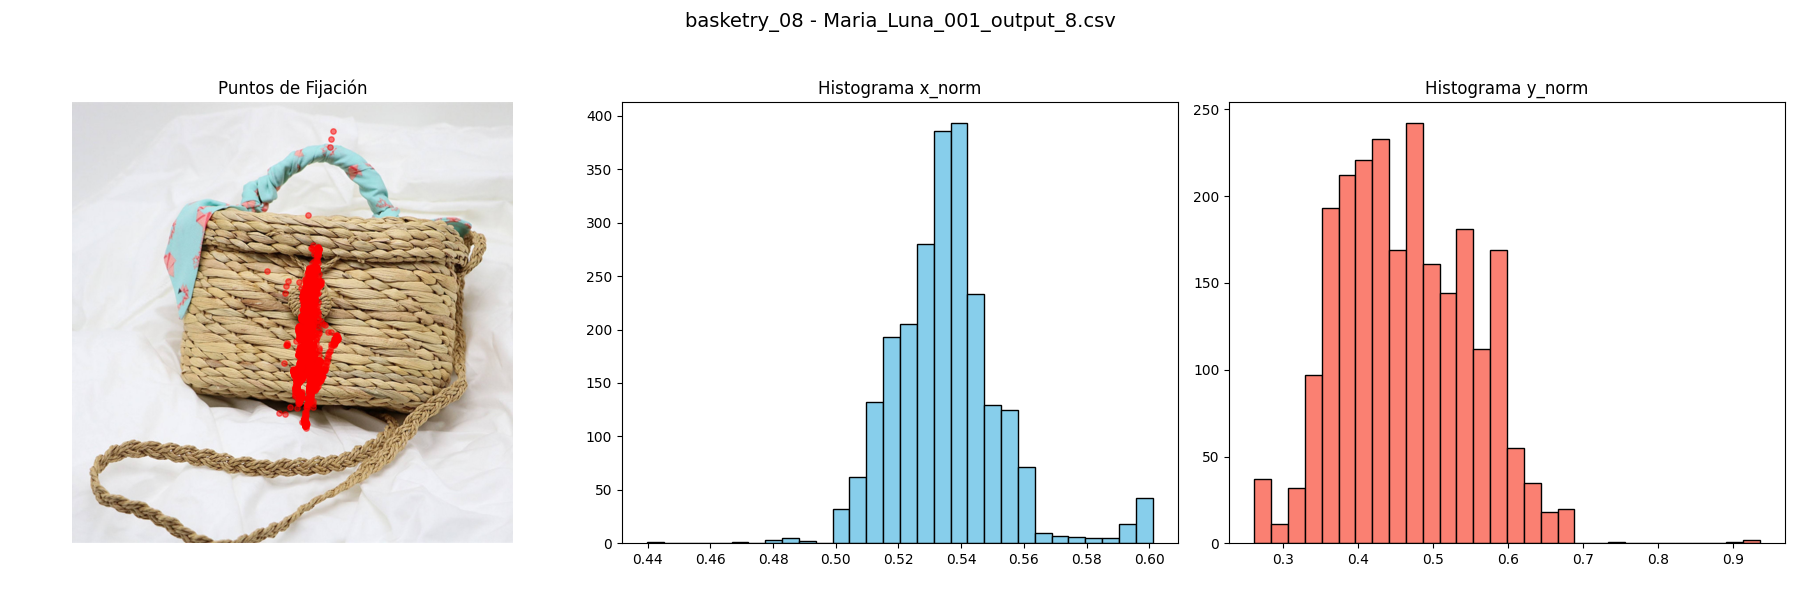 basketry_08 - Maria_Luna_001_output_8.csv
Puntos de Fijación
Histograma x_norm
400
350
300
250
200
150
100
50
0
0.44 0.46 0.48 0.50 0.52 0.54 0.56 0.58 0.60
Histograma y_norm
250
200
150
100
50
0
0.3 0.4 0.5 0.6 0.7 0.8 0.9